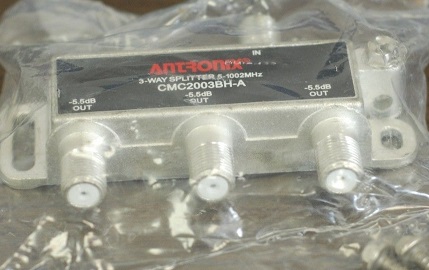 IN
Antronix
3-WAY SPLITTER 5-1002MHz
CMC2003BH-A
-5.5dB OUT
-5.5dB OUT
-5.5dB OUT